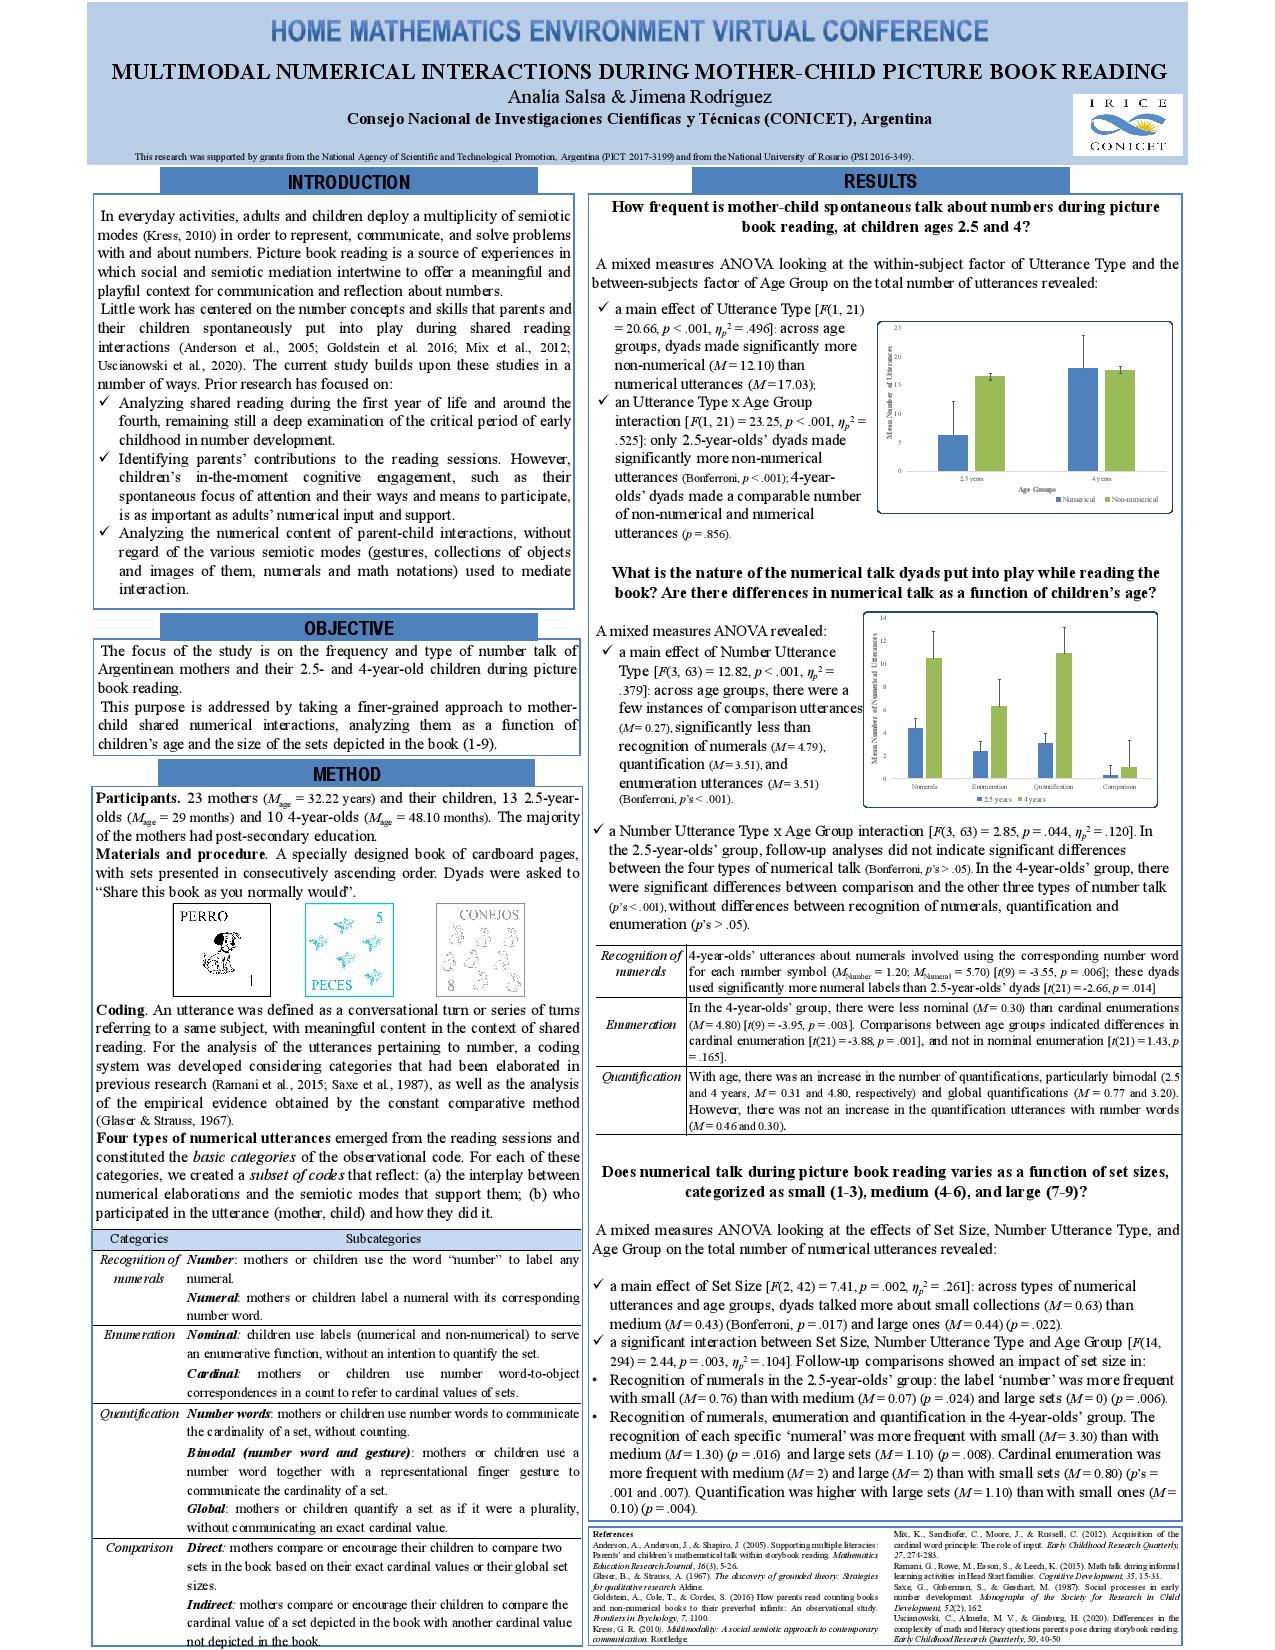 HOME MATHEMATICS ENVIRONMENT VIRTUAL CONFERENCE
MULTIMODAL NUMERICAL INTERACTIONS DURING MOTHER-CHILD PICTURE BOOK READING
Analía Salsa & Jimena Rodríguez
Consejo Nacional de Investigaciones Científicas y Técnicas (CONICET), Argentina
I R I C E
CONICET
This research was supported by grants from the National Agency of Scientific and Technological Promotion, Argentina (PICT 2017-3199) and from the National University of Rosario (PSI 2016-349).
INTRODUCTION
In everyday activities, adults and children deploy a multiplicity of semiotic
modes (Kress, 2010) in order to represent, communicate, and solve problems
with and about numbers. Picture book reading is a source of experiences in
which social and semiotic mediation intertwine to offer a meaningful and
playful context for communication and reflection about numbers.
Little work has centered on the number concepts and skills that parents and
their children spontaneously put into play during shared reading
interactions (Anderson et al., 2005; Goldstein et al. 2016; Mix et al., 2012;
Uscianowski et al., 2020). The current study builds upon these studies in a
number of ways. Prior research has focused on:
✓ Analyzing shared reading during the first year of life and around the
fourth, remaining still a deep examination of the critical period of early
childhood in number development.
✓ Identifying parents’ contributions to the reading sessions. However,
children’s in-the-moment cognitive engagement, such as their
spontaneous focus of attention and their ways and means to participate,
is as important as adults’ numerical input and support.
✓ Analyzing the numerical content of parent-child interactions, without
regard of the various semiotic modes (gestures, collections of objects
and images of them, numerals and math notations) used to mediate
interaction.
OBJECTIVE
The focus of the study is on the frequency and type of number talk of
Argentinean mothers and their 2.5- and 4-year-old children during picture
book reading.
This purpose is addressed by taking a finer-grained approach to mother-
child shared numerical interactions, analyzing them as a function of
children’s age and the size of the sets depicted in the book (1-9).
METHOD
Participants. 23 mothers (Mage = 32.22 years) and their children, 13 2.5-year-
olds (Mage = 29 months) and 10 4-year-olds (Mage = 48.10 months). The majority
of the mothers had post-secondary education.
Materials and procedure. A specially designed book of cardboard pages,
with sets presented in consecutively ascending order. Dyads were asked to
“Share this book as you normally would”.
PERRO
1
5
PECES
CONEJOS
8
Coding. An utterance was defined as a conversational turn or series of turns
referring to a same subject, with meaningful content in the context of shared
reading. For the analysis of the utterances pertaining to number, a coding
system was developed considering categories that had been elaborated in
previous research (Ramani et al., 2015; Saxe et al., 1987), as well as the analysis
of the empirical evidence obtained by the constant comparative method
(Glaser & Strauss, 1967).
Four types of numerical utterances emerged from the reading sessions and
constituted the basic categories of the observational code. For each of these
categories, we created a subset of codes that reflect: (a) the interplay between
numerical elaborations and the semiotic modes that support them; (b) who
participated in the utterance (mother, child) and how they did it.
Categories Subcategories
Recognition of Number: mothers or children use the word “number” to label any
numerals numeral.
Numeral: mothers or children label a numeral with its corresponding
number word.
Enumeration Nominal: children use labels (numerical and non-numerical) to serve
an enumerative function, without an intention to quantify the set.
Cardinal: mothers or children use number word-to-object
correspondences in a count to refer to cardinal values of sets.
Quantification Number words: mothers or children use number words to communicate
the cardinality of a set, without counting.
Bimodal (number word and gesture): mothers or children use a
number word together with a representational finger gesture to
communicate the cardinality of a set.
Global: mothers or children quantify a set as if it were a plurality,
without communicating an exact cardinal value.
Comparison Direct: mothers compare or encourage their children to compare two
sets in the book based on their exact cardinal values or their global set
sizes.
Indirect: mothers compare or encourage their children to compare the
cardinal value of a set depicted in the book with another cardinal value
not depicted in the book.
RESULTS
How frequent is mother-child spontaneous talk about numbers during picture
book reading, at children ages 2.5 and 4?
A mixed measures ANOVA looking at the within-subject factor of Utterance Type and the
between-subjects factor of Age Group on the total number of utterances revealed:
✓ a main effect of Utterance Type [F(1, 21)
= 20.66, p < .001, ηp² = .496]: across age
groups, dyads made significantly more
non-numerical (M = 12.10) than
numerical utterances (M = 17.03);
✓ an Utterance Type x Age Group
interaction [F(1, 21) = 23.25, p < .001, ηp² =
.525]: only 2.5-year-olds’ dyads made
significantly more non-numerical
utterances (Bonferroni, p < .001); 4-year-
olds’ dyads made a comparable number
of non-numerical and numerical
utterances (p = .856).
Mean Number of Utterances
25
20
15
10
5
0
2.5 years 4 years
Age Groups
Numerical Non-numerical
What is the nature of the numerical talk dyads put into play while reading the
book? Are there differences in numerical talk as a function of children’s age?
A mixed measures ANOVA revealed:
✓ a main effect of Number Utterance
Type [F(3, 63) = 12.82, p < .001, ηp² =
.379]: across age groups, there were a
few instances of comparison utterances
(M = 0.27), significantly less than
recognition of numerals (M = 4.79),
quantification (M = 3.51), and
enumeration utterances (M = 3.51)
(Bonferroni, p’s < .001).
Mean Number of Numerical Utterances
14
12
10
8
6
4
2
0
Numerals Enumeration Quantification Comparison
2.5 years 4 years
✓ a Number Utterance Type x Age Group interaction [F(3, 63) = 2.85, p = .044, ηp² = .120]. In
the 2.5-year-olds’ group, follow-up analyses did not indicate significant differences
between the four types of numerical talk (Bonferroni, p’s > .05). In the 4-year-olds’ group, there
were significant differences between comparison and the other three types of number talk
(p’s < .001), without differences between recognition of numerals, quantification and
enumeration (p’s > .05).
Recognition of 4-year-olds’ utterances about numerals involved using the corresponding number word
numerals for each number symbol (MNumber = 1.20; MNumeral = 5.70) [t(9) = -3.55, p = .006]; these dyads
used significantly more numeral labels than 2.5-year-olds’ dyads [t(21) = -2.66, p = .014]
In the 4-year-olds’ group, there were less nominal (M = 0.30) than cardinal enumerations
Enumeration (M = 4.80) [t(9) = -3.95, p = .003]. Comparisons between age groups indicated differences in
cardinal enumeration [t(21) = -3.88, p = .001], and not in nominal enumeration [t(21) = 1.43, p
= .165].
Quantification With age, there was an increase in the number of quantifications, particularly bimodal (2.5
and 4 years, M = 0.31 and 4.80, respectively) and global quantifications (M = 0.77 and 3.20).
However, there was not an increase in the quantification utterances with number words
(M = 0.46 and 0.30).
Does numerical talk during picture book reading varies as a function of set sizes,
categorized as small (1-3), medium (4-6), and large (7-9)?
A mixed measures ANOVA looking at the effects of Set Size, Number Utterance Type, and
Age Group on the total number of numerical utterances revealed:
✓ a main effect of Set Size [F(2, 42) = 7.41, p = .002, ηp² = .261]: across types of numerical
utterances and age groups, dyads talked more about small collections (M = 0.63) than
medium (M = 0.43) (Bonferroni, p = .017) and large ones (M = 0.44) (p = .022).
✓ a significant interaction between Set Size, Number Utterance Type and Age Group [F(14,
294) = 2.44, p = .003, ηp² = .104]. Follow-up comparisons showed an impact of set size in:
• Recognition of numerals in the 2.5-year-olds’ group: the label ‘number’ was more frequent
with small (M = 0.76) than with medium (M = 0.07) (p = .024) and large sets (M = 0) (p = .006).
• Recognition of numerals, enumeration and quantification in the 4-year-olds’ group. The
recognition of each specific ‘numeral’ was more frequent with small (M = 3.30) than with
medium (M = 1.30) (p = .016) and large sets (M = 1.10) (p = .008). Cardinal enumeration was
more frequent with medium (M = 2) and large (M = 2) than with small sets (M = 0.80) (p’s =
.001 and .007). Quantification was higher with large sets (M = 1.10) than with small ones (M =
0.10) (p = .004).
References
Anderson, A., Anderson, J., & Shapiro, J. (2005). Supporting multiple literacies:
Parents’ and children’s mathematical talk within storybook reading. Mathematics
Education Research Journal, 16(3), 5-26.
Glaser, B., & Strauss, A. (1967). The discovery of grounded theory: Strategies
for qualitative research. Aldine.
Goldstein, A., Cole, T., & Cordes, S. (2016) How parents read counting books
and non-numerical books to their preverbal infants: An observational study.
Frontiers in Psychology, 7, 1100.
Kress, G. R. (2010). Multimodality: A social semiotic approach to contemporary
communication. Routledge.
Mix, K., Sandhofer, C., Moore, J., & Russell, C. (2012). Acquisition of the
cardinal word principle: The role of input. Early Childhood Research Quarterly,
27, 274-283.
Ramani, G., Rowe, M., Eason, S., & Leech, K. (2015). Math talk during informal
learning activities in Head Start families. Cognitive Development, 35, 15-33.
Saxe, G., Guberman, S., & Gearhart, M. (1987). Social processes in early
number development. Monographs of the Society for Research in Child
Development, 52(2), 162.
Uscianowski, C., Almeda, M. V., & Ginsburg, H. (2020). Differences in the
complexity of math and literacy questions parents pose during storybook reading.
Early Childhood Research Quarterly, 50, 40-50